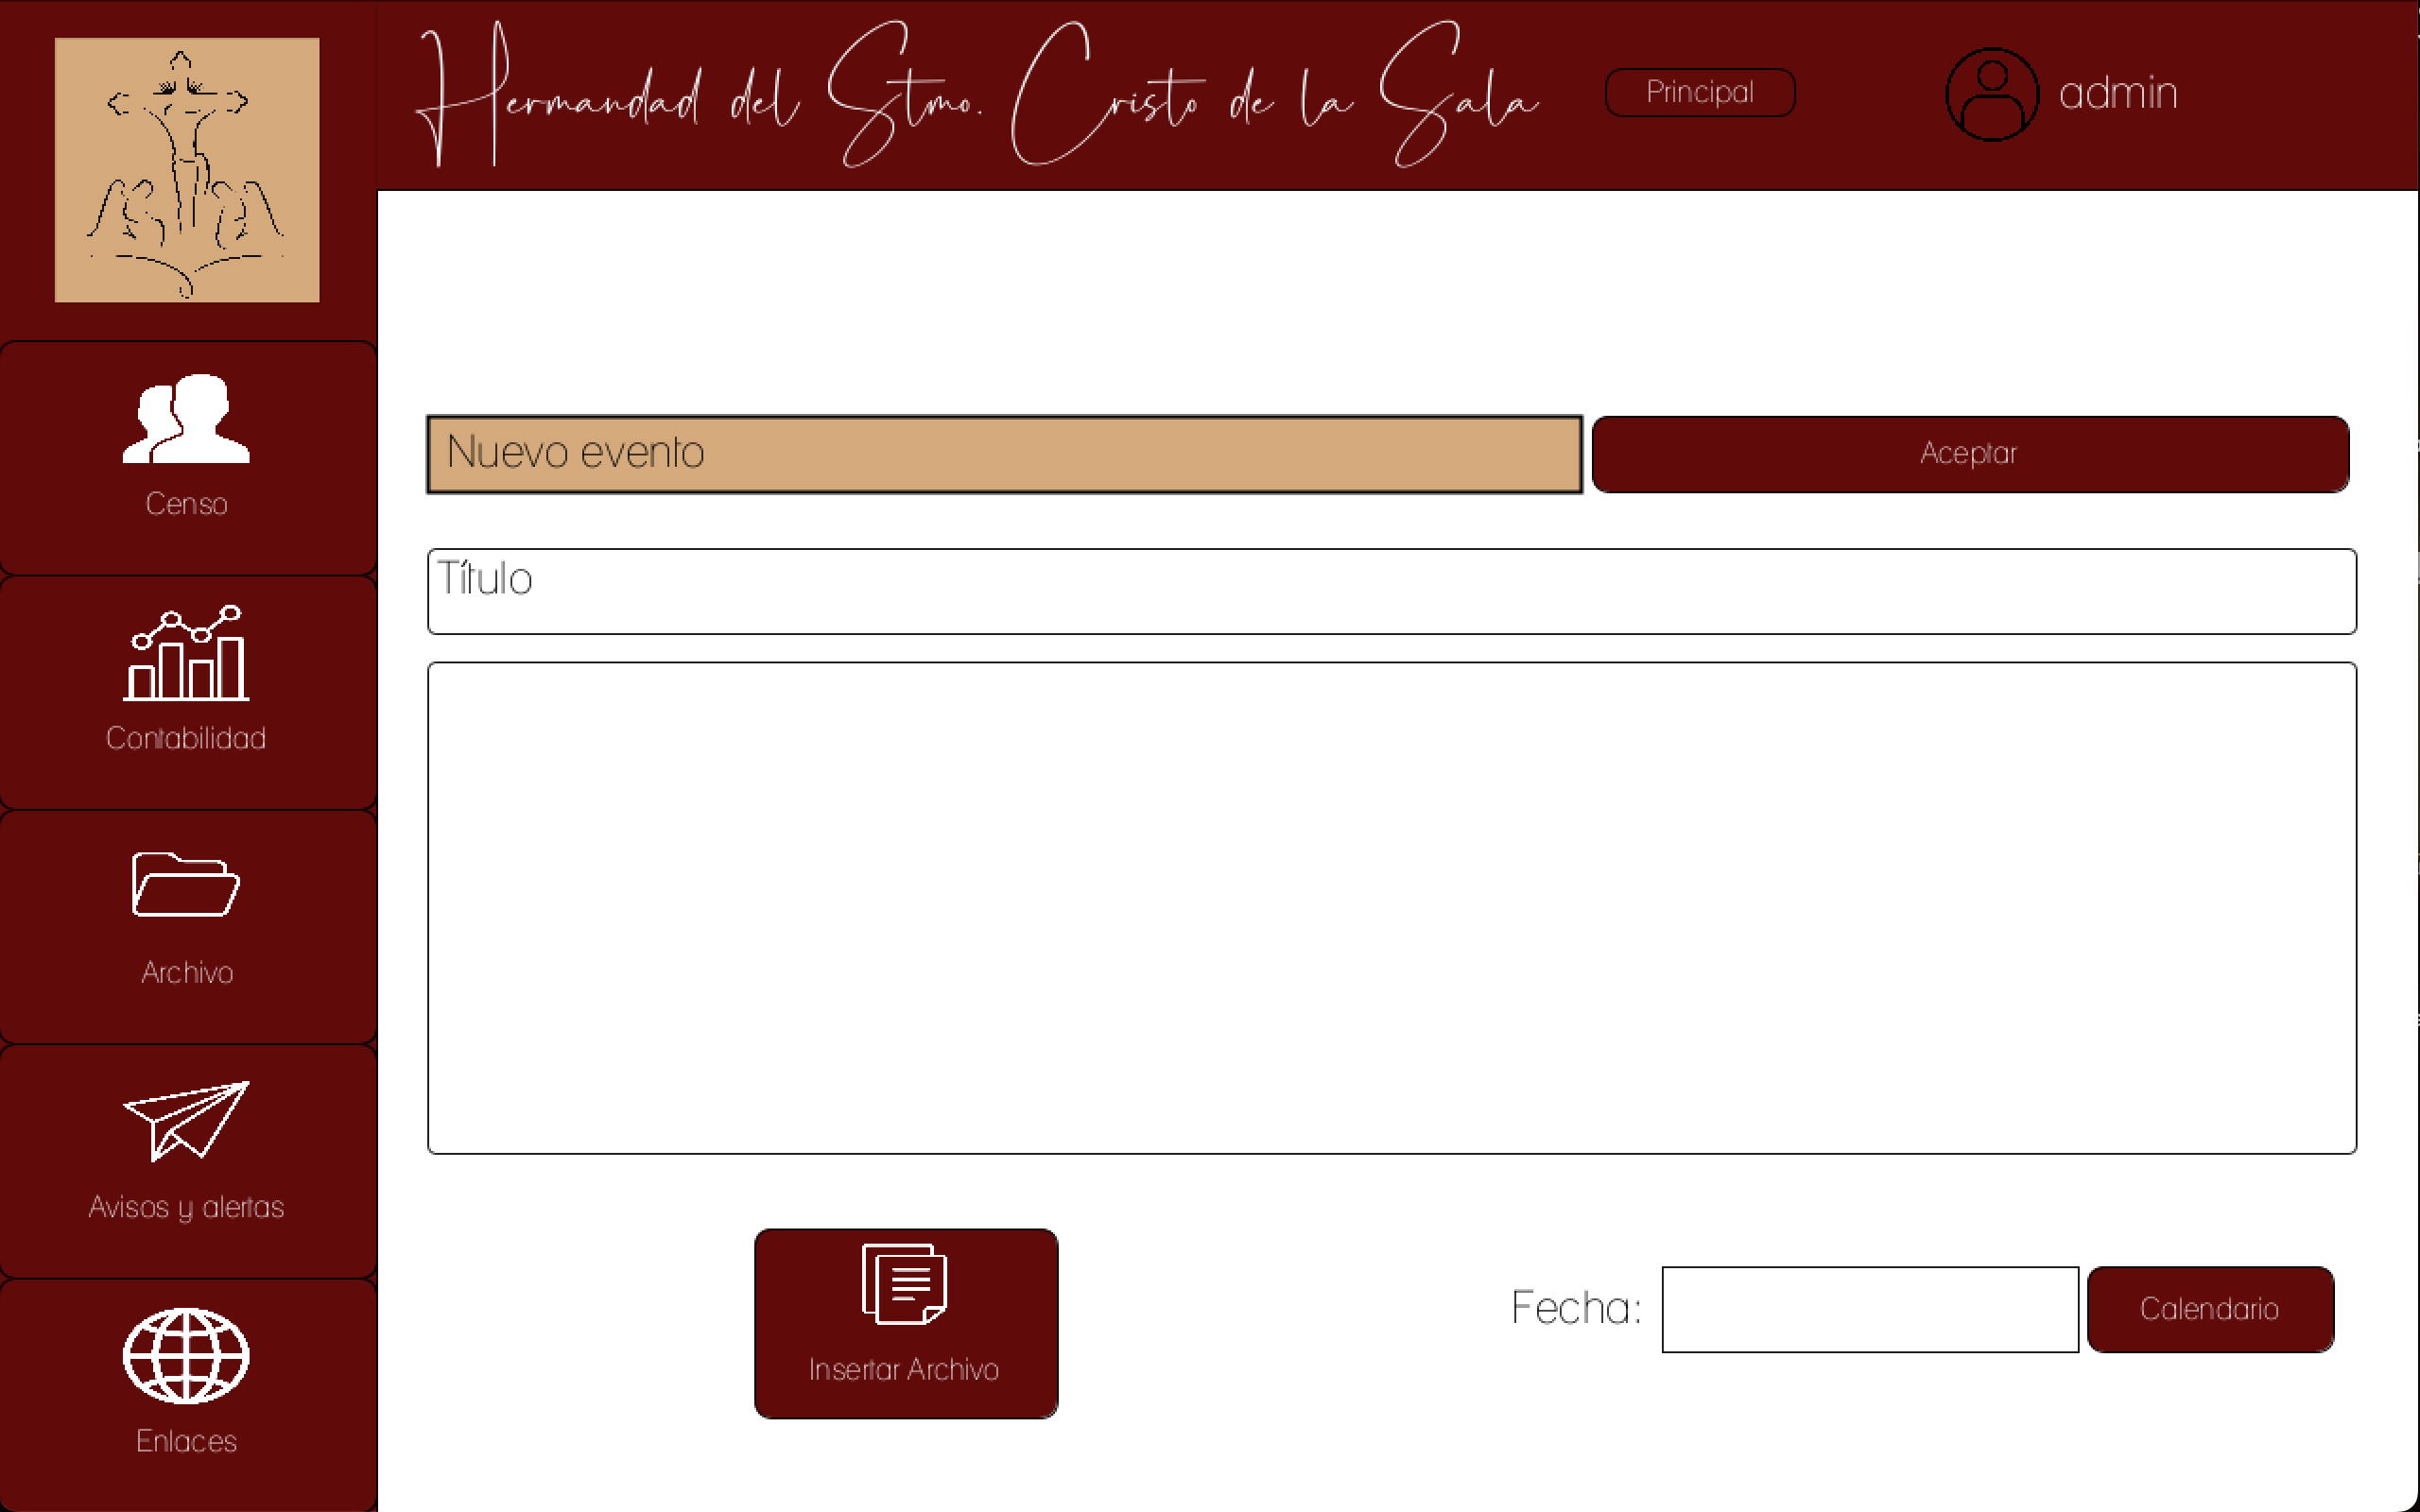 Hermandad del Stmo. Cristo de la Sala
Principal
admin
Censo
Contabilidad
Archivo
Avisos y alertas
Enlaces
Nuevo evento
Aceptar
Título
Insertar Archivo
Fecha:
Calendario